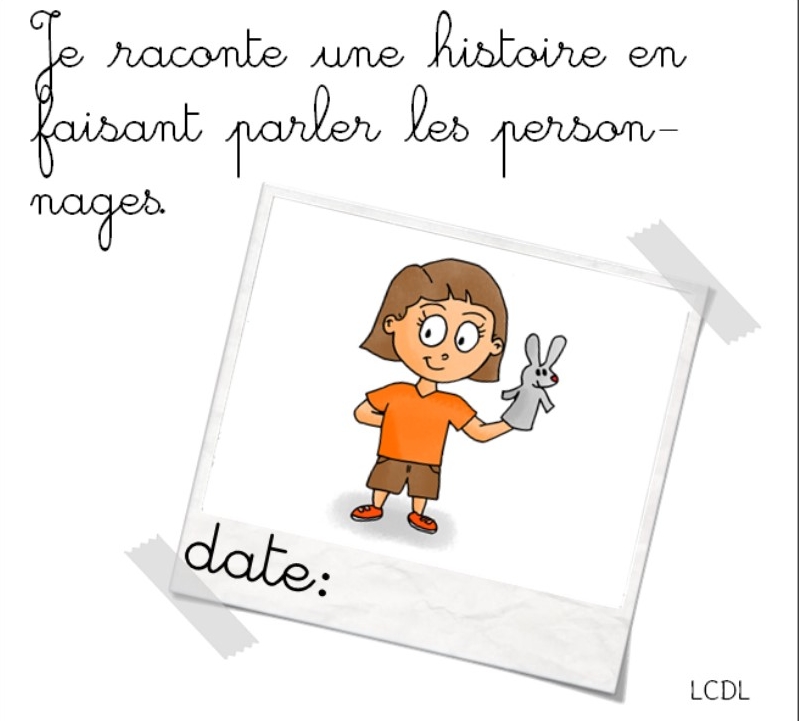 Je raconte une histoire en
faisant parler les person-
nages.
date:
LCDL